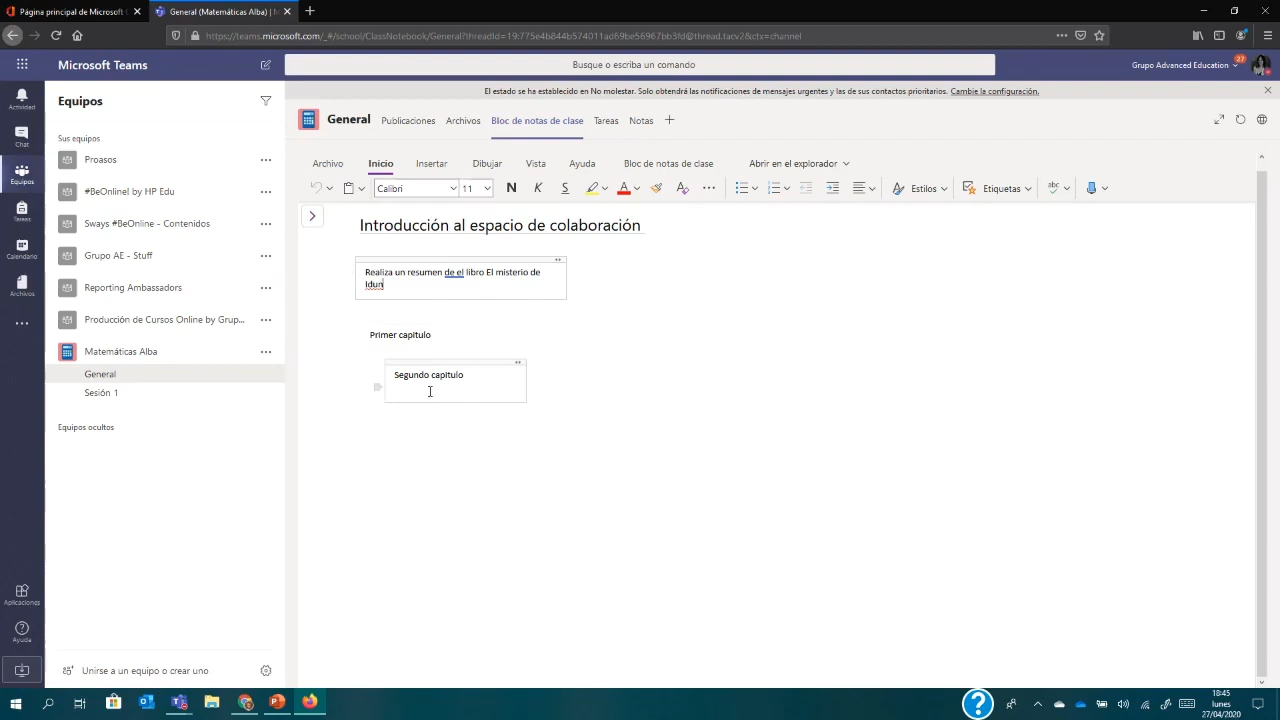 Página principal de Microsoft
General (Matemáticas Alba) |
https://teams.microsoft.com/_#/school/ClassNotebook/General?threadId=19:775e4b844b574011ad69be56967bb3fd@thread.tacv2&ctx=channel
Microsoft Teams
Busque o escriba un comando
Grupo Advanced Education
27
El estado se ha establecido en No molestar. Solo obtendrá las notificaciones de mensajes urgentes y las de sus contactos prioritarios. Cambie la configuración.
Actividad
Chat
Equipos
Tareas
Calendario
Archivos
Aplicaciones
Ayuda
Equipos
Sus equipos
Proasos
#BeOnline! by HP Edu
Sways #BeOnline - Contenidos
Grupo AE - Stuff
Reporting Ambassadors
Producción de Cursos Online by Grup...
Matemáticas Alba
General
Sesión 1
Equipos ocultos
Unirse a un equipo o crear uno
General Publicaciones Archivos Bloc de notas de clase Tareas Notas
Archivo Inicio Insertar Dibujar Vista Ayuda Bloc de notas de clase Abrir en el explorador
Calibri 11 N K S A Estilos Etiquetas abc
Introducción al espacio de colaboración
Realiza un resumen de el libro El misterio de
Idun
Primer capitulo
Segundo capitulo
18:45
lunes
27/04/2020